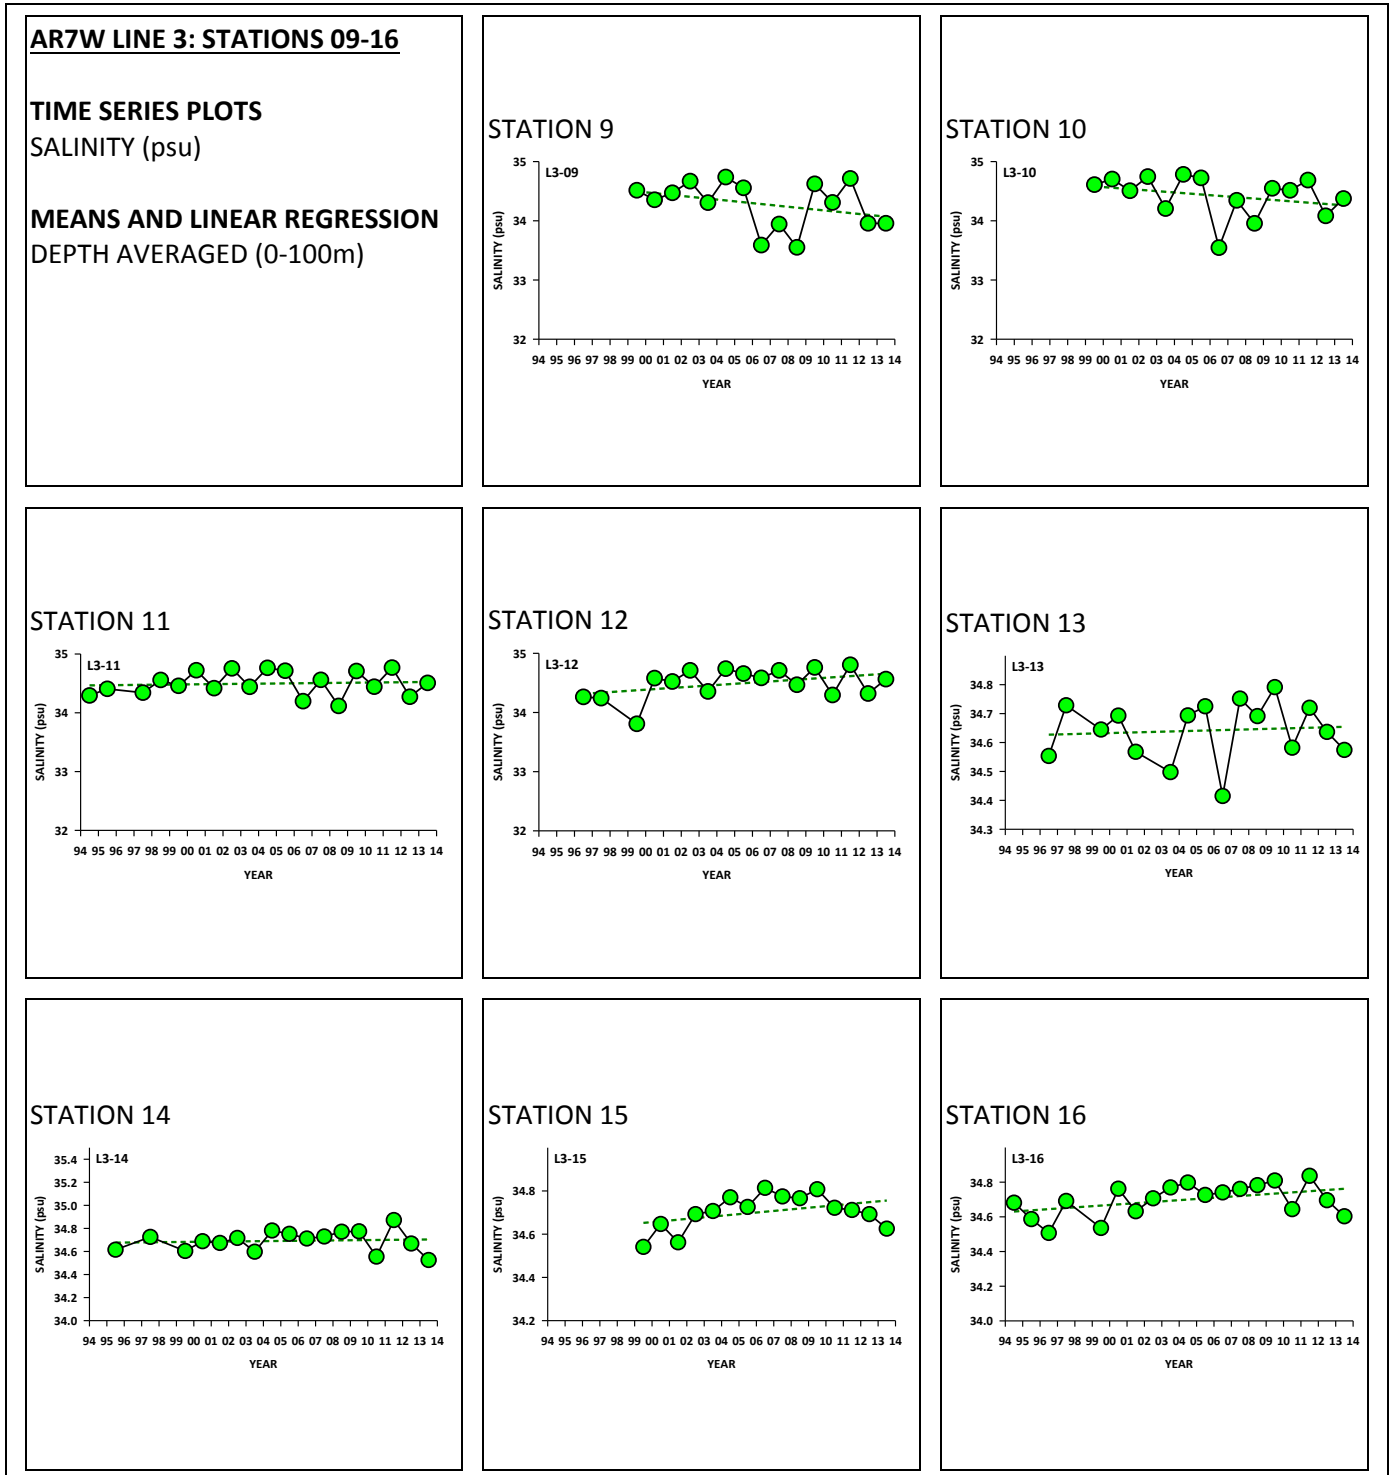 AR7W LINE 3: STATIONS 09-16
TIME SERIES PLOTS
SALINITY (psu)
MEANS AND LINEAR REGRESSION
DEPTH AVERAGED (0-100m)
STATION 9
L3-09
SALINITY (psu)
35
34
33
32
94 95 96 97 98 99 00 01 02 03 04 05 06 07 08 09 10 11 12 13 14
YEAR
STATION 10
L3-10
SALINITY (psu)
35
34
33
32
94 95 96 97 98 99 00 01 02 03 04 05 06 07 08 09 10 11 12 13 14
YEAR
STATION 11
L3-11
SALINITY (psu)
35
34
33
32
94 95 96 97 98 99 00 01 02 03 04 05 06 07 08 09 10 11 12 13 14
YEAR
STATION 12
L3-12
SALINITY (psu)
35
34
33
32
94 95 96 97 98 99 00 01 02 03 04 05 06 07 08 09 10 11 12 13 14
YEAR
STATION 13
L3-13
SALINITY (psu)
34.8
34.7
34.6
34.5
34.4
34.3
94 95 96 97 98 99 00 01 02 03 04 05 06 07 08 09 10 11 12 13 14
YEAR
STATION 14
L3-14
SALINITY (psu)
35.4
35.2
35.0
34.8
34.6
34.4
34.2
34.0
94 95 96 97 98 99 00 01 02 03 04 05 06 07 08 09 10 11 12 13 14
YEAR
STATION 15
L3-15
SALINITY (psu)
34.8
34.6
34.4
34.2
94 95 96 97 98 99 00 01 02 03 04 05 06 07 08 09 10 11 12 13 14
YEAR
STATION 16
L3-16
SALINITY (psu)
34.8
34.6
34.4
34.2
34.0
94 95 96 97 98 99 00 01 02 03 04 05 06 07 08 09 10 11 12 13 14
YEAR